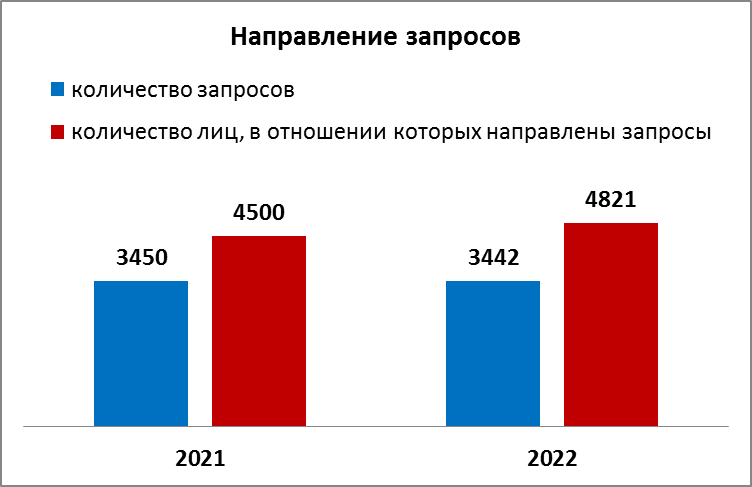 Направление запросов
количество запросов
количество лиц, в отношении которых направлены запросы
3450
4500
3442
4821
2021
2022